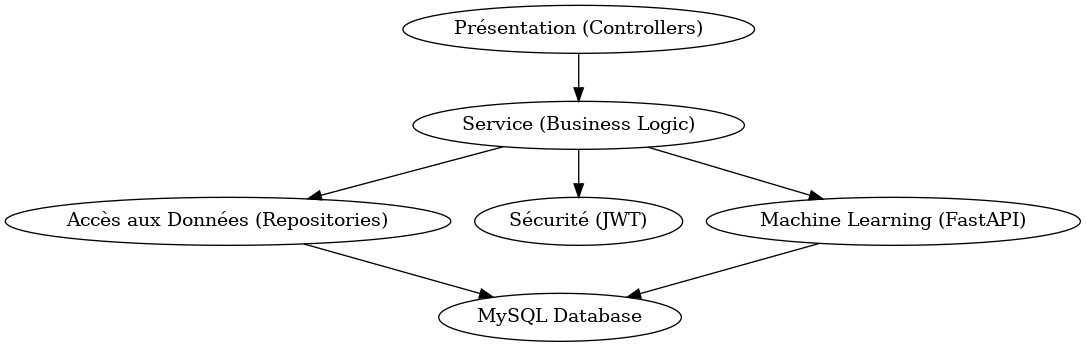 Présentation (Controllers)
Service (Business Logic)
Accès aux Données (Repositories)
Sécurité (JWT)
Machine Learning (FastAPI)
MySQL Database